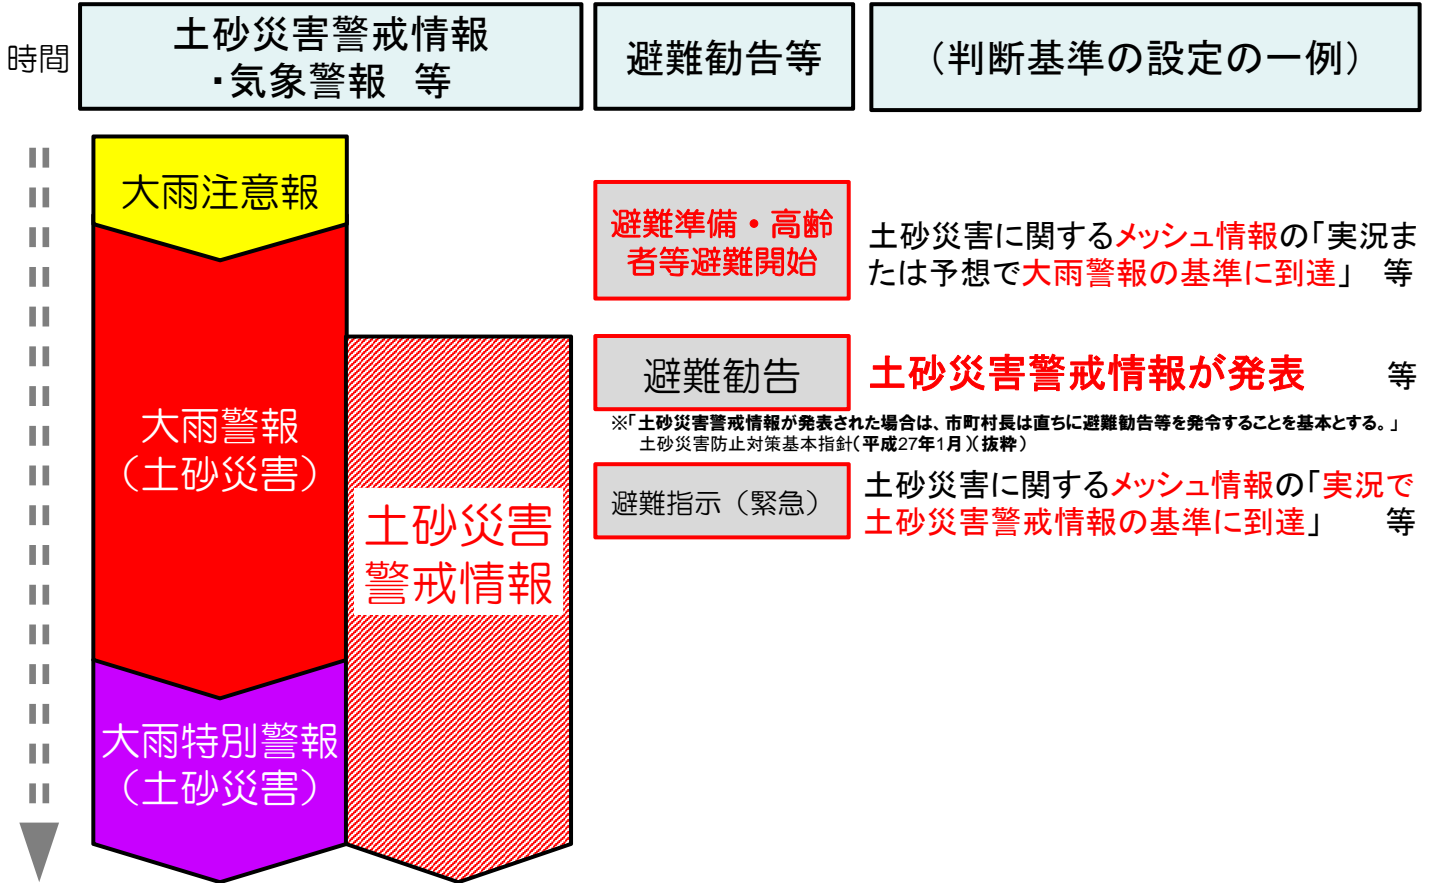 時間
土砂災害警戒情報
・気象警報 等
避難勧告等
（判断基準の設定の一例）
大雨注意報
避難準備・高齢
者等避難開始
土砂災害に関するメッシュ情報の「実況ま
たは予想で大雨警報の基準に到達」 等
避難勧告
土砂災害警戒情報が発表 等
※「土砂災害警戒情報が発表された場合は、市町村長は直ちに避難勧告等を発令することを基本とする。」
土砂災害防止対策基本指針(平成27年1月)(抜粋)
大雨警報
（土砂災害）
避難指示（緊急）
土砂災害に関するメッシュ情報の「実況で
土砂災害警戒情報の基準に到達」 等
土砂災害
警戒情報
大雨特別警報
（土砂災害）